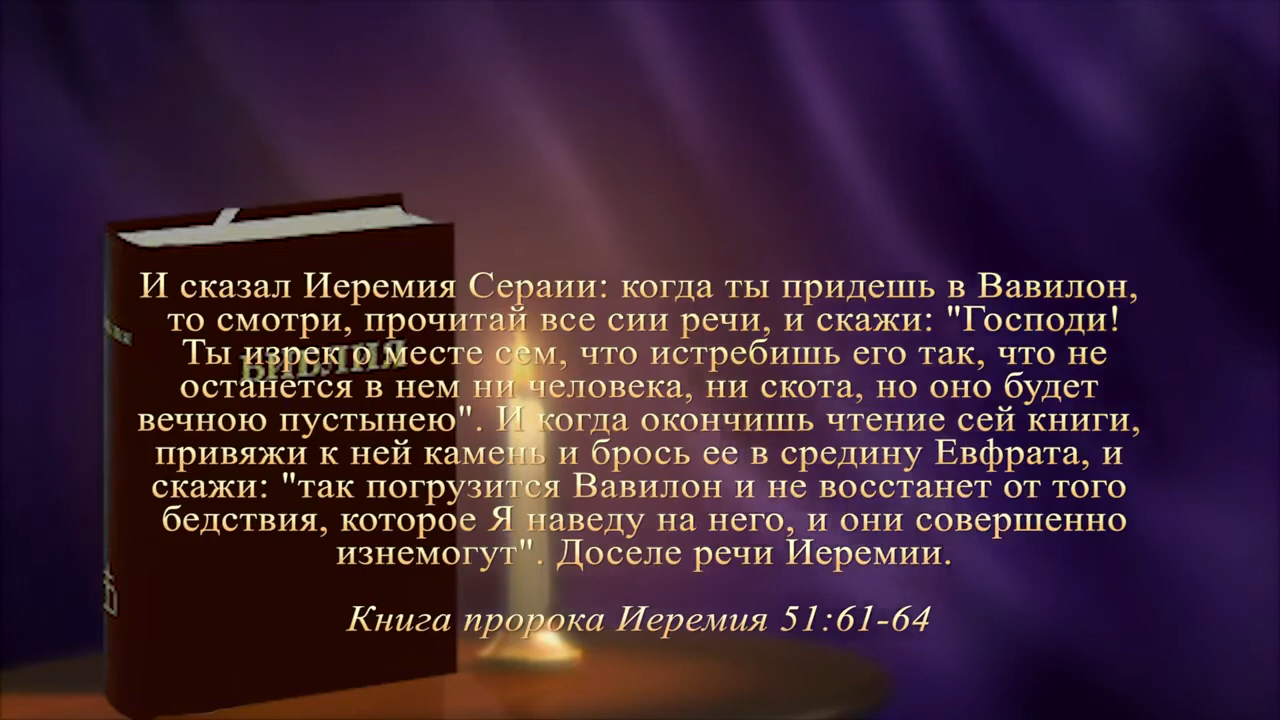 И сказал Иеремия Сераии: когда ты придешь в Вавилон,
то смотри, прочитай все сии речи, и скажи: "Господи!
Ты изрек о месте сем, что истребишь его так, что не
останется в нем ни человека, ни скота, но оно будет
вечною пустынею". И когда окончишь чтение сей книги,
привяжи к ней камень и брось ее в средину Евфрата, и
скажи: "так погрузится Вавилон и не восстанет от того
бедствия, которое Я наведу на него, и они совершенно
изнемогут". Доселе речи Иеремии.
Книга пророка Иеремия 51:61-64
БИБЛИЯ